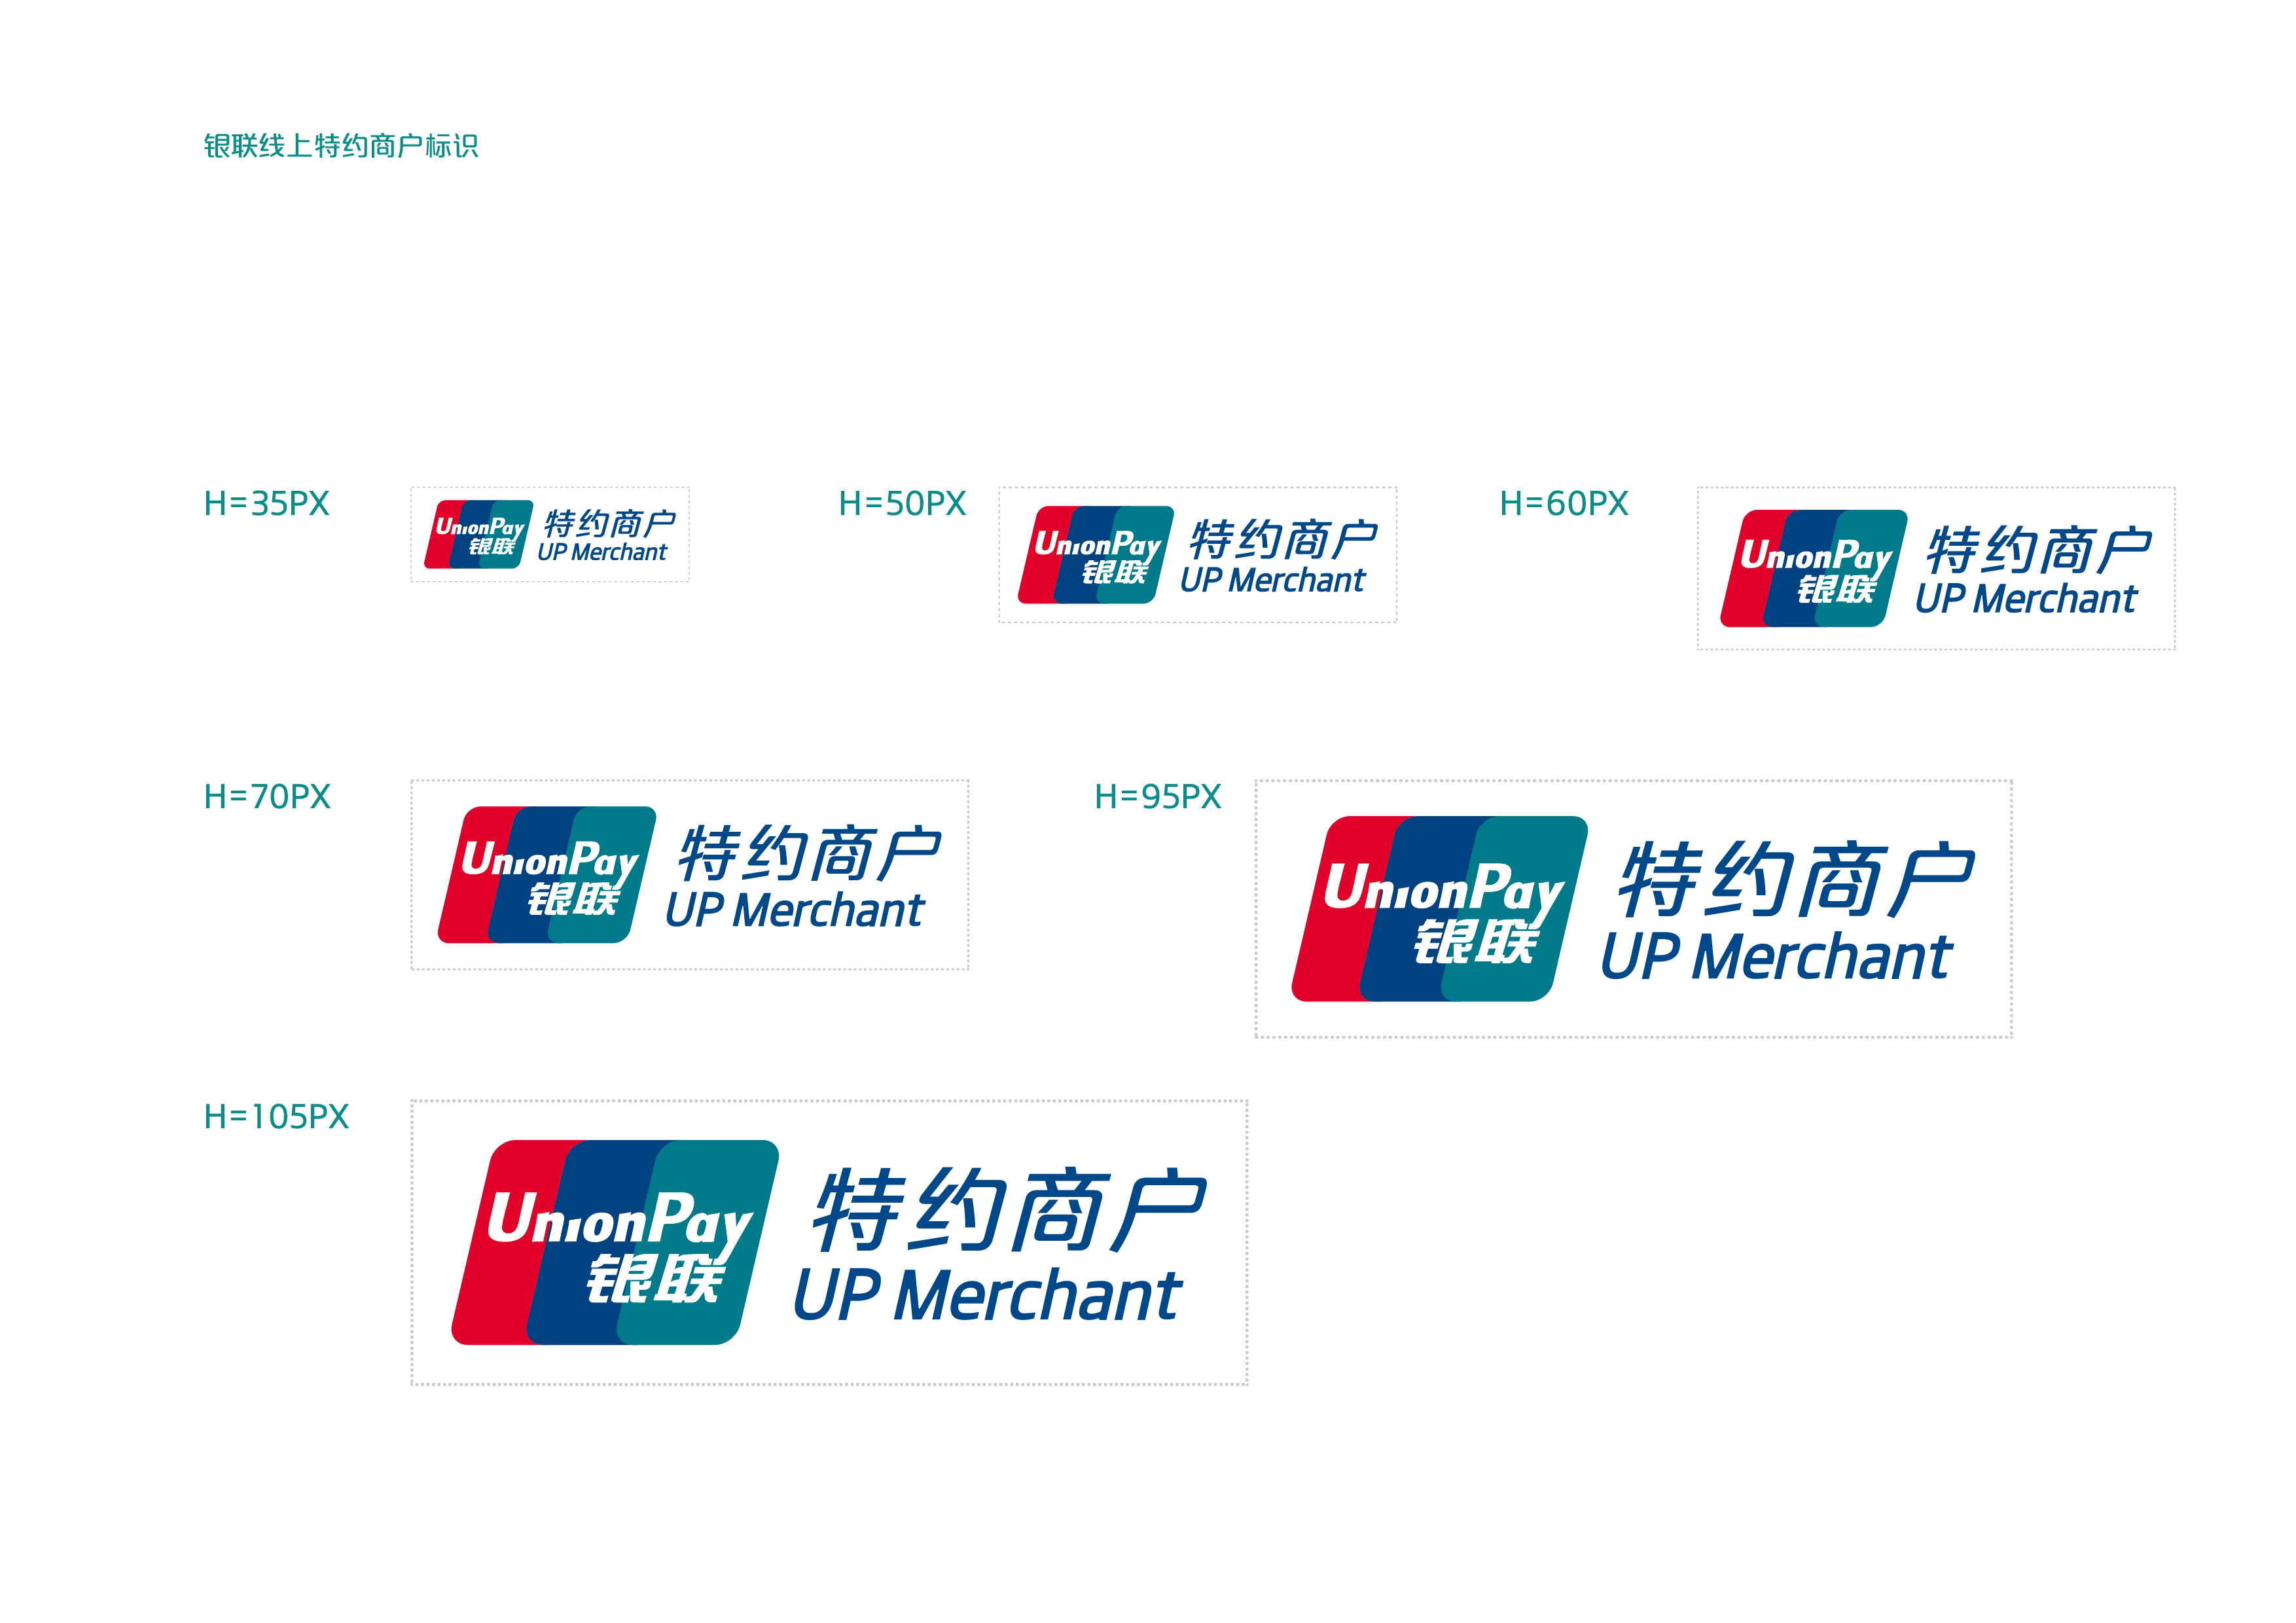 银联线上特约商户标识
H=35PX
UnionPay
银联
特约商户
UP Merchant
H=50PX
UnionPay
银联
特约商户
UP Merchant
H=60PX
UnionPay
银联
特约商户
UP Merchant
H=70PX
UnionPay
银联
特约商户
UP Merchant
H=95PX
UnionPay
银联
特约商户
UP Merchant
H=105PX
UnionPay
银联
特约商户
UP Merchant